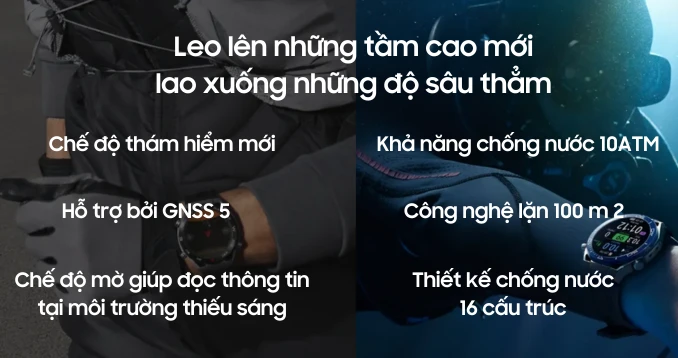 Leo lên những tầm cao mới
lao xuống những độ sâu thẳm
Chế độ thám hiểm mới
Hỗ trợ bởi GNSS 5
Chế độ mờ giúp đọc thông tin
tại môi trường thiếu sáng
Khả năng chống nước 10ATM
Công nghệ lặn 100 m 2
Thiết kế chống nước
16 cấu trúc